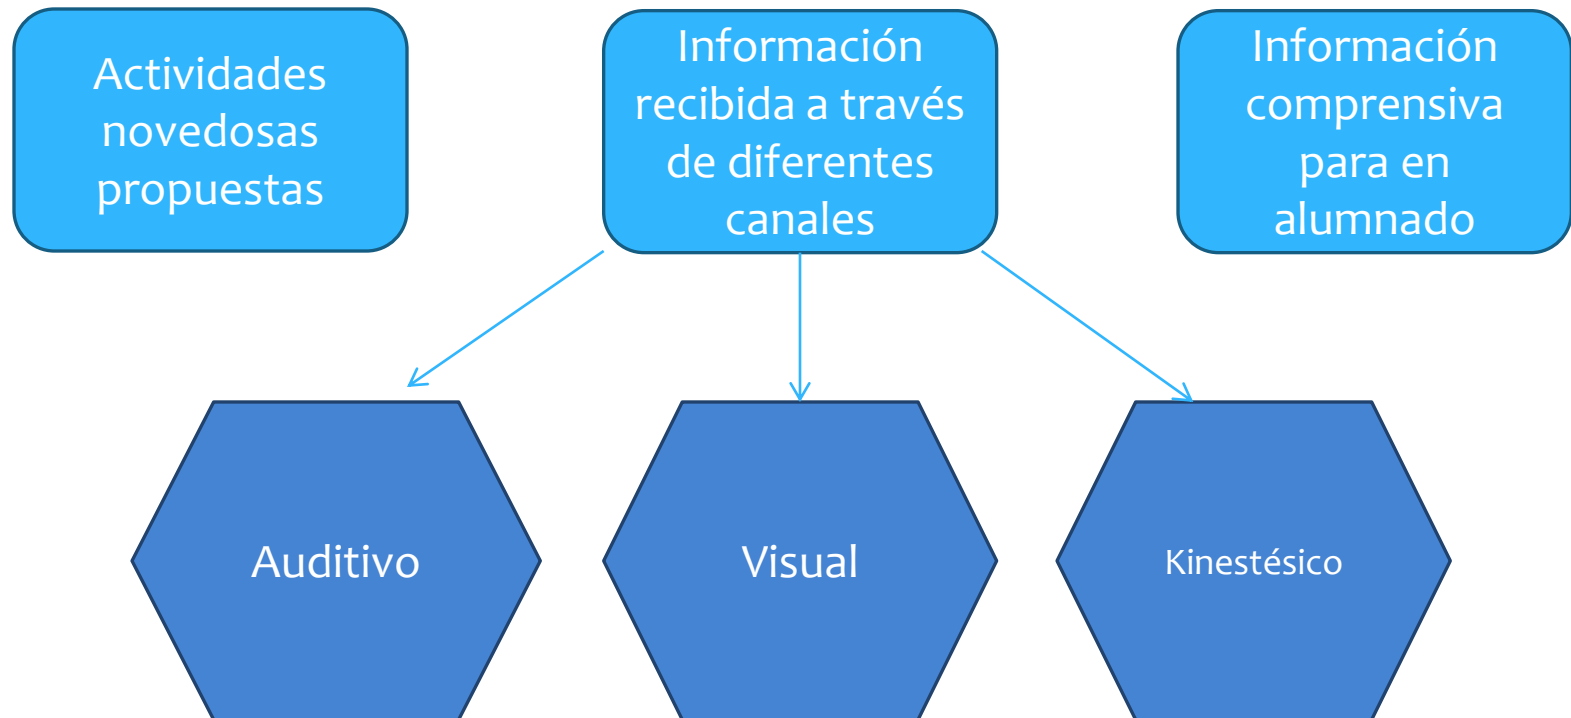 Actividades
novedosas
propuestas
Información
recibida a través
de diferentes
canales
Información
comprensiva
para en
alumnado
Auditivo
Visual
Kinestésico